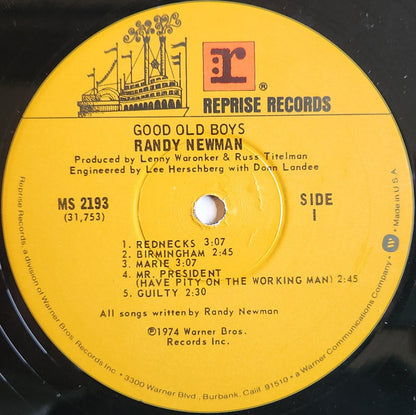 r
®
REPRISE RECORDS
GOOD OLD BOYS
RANDY NEWMAN
Produced by Lenny Waronker & Russ Titelman
Engineered by Lee Herschberg with Donn Landee
MS 2193
(31,753)
SIDE
1
1. REDNECKS 3:07
2. BIRMINGHAM 2:45
3. MARIE 3:07
4. MR. PRESIDENT
(HAVE PITY ON THE WORKING MAN) 2:45
5. GUILTY 2:30
All songs written by Randy Newman
℗1974 Warner Bros.
Records Inc.
Reprise Records, a division of Warner Bros. Records Inc. • 3300 Warner Blvd., Burbank, Calif. 91510 • a Warner Communications Company • W • Made in U.S.A.